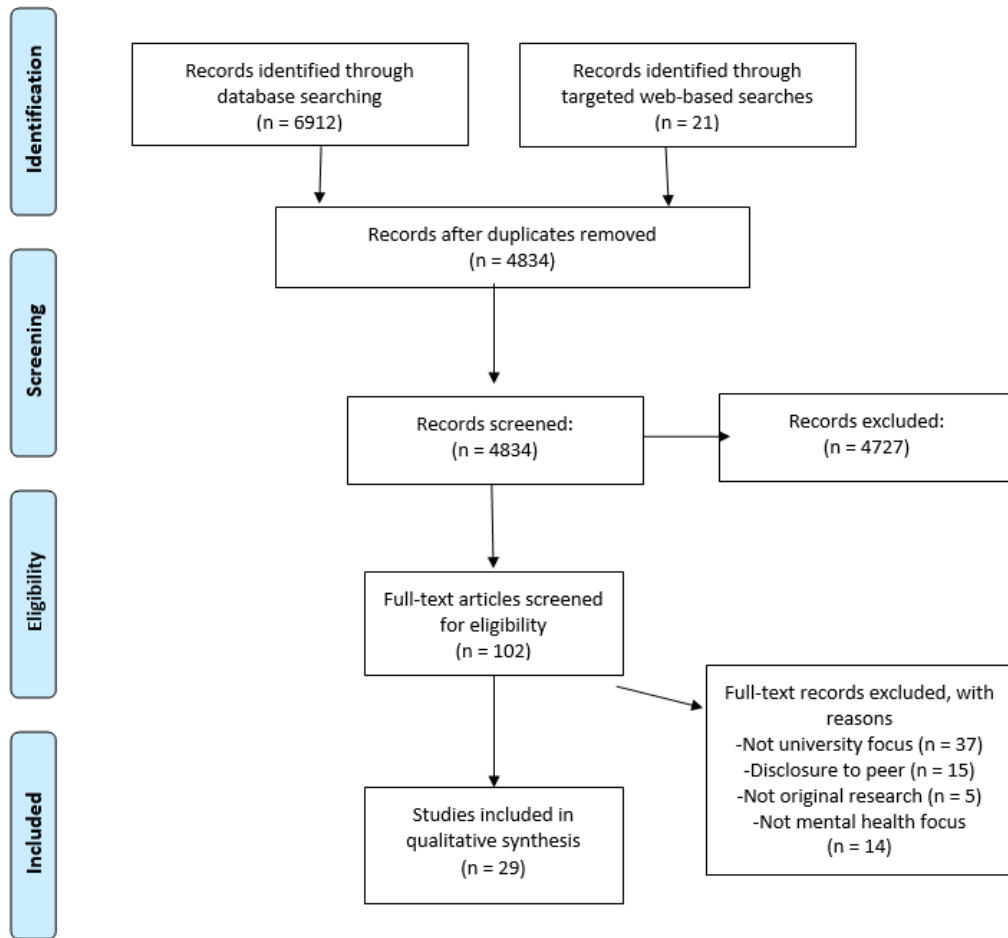 Identification
Records identified through
database searching
(n = 6912)
Records identified through
targeted web-based searches
(n = 21)
Records after duplicates removed
(n = 4834)
Screening
Records screened:
(n = 4834)
Records excluded:
(n = 4727)
Eligibility
Full-text articles screened
for eligibility
(n = 102)
Full-text records excluded, with
reasons
-Not university focus (n = 37)
-Disclosure to peer (n = 15)
-Not original research (n = 5)
-Not mental health focus
(n = 14)
Included
Studies included in
qualitative synthesis
(n = 29)